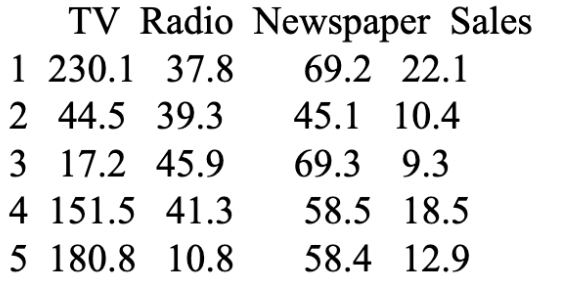 TV Radio Newspaper Sales
1 230.1 37.8 69.2 22.1
2 44.5 39.3 45.1 10.4
3 17.2 45.9 69.3 9.3
4 151.5 41.3 58.5 18.5
5 180.8 10.8 58.4 12.9